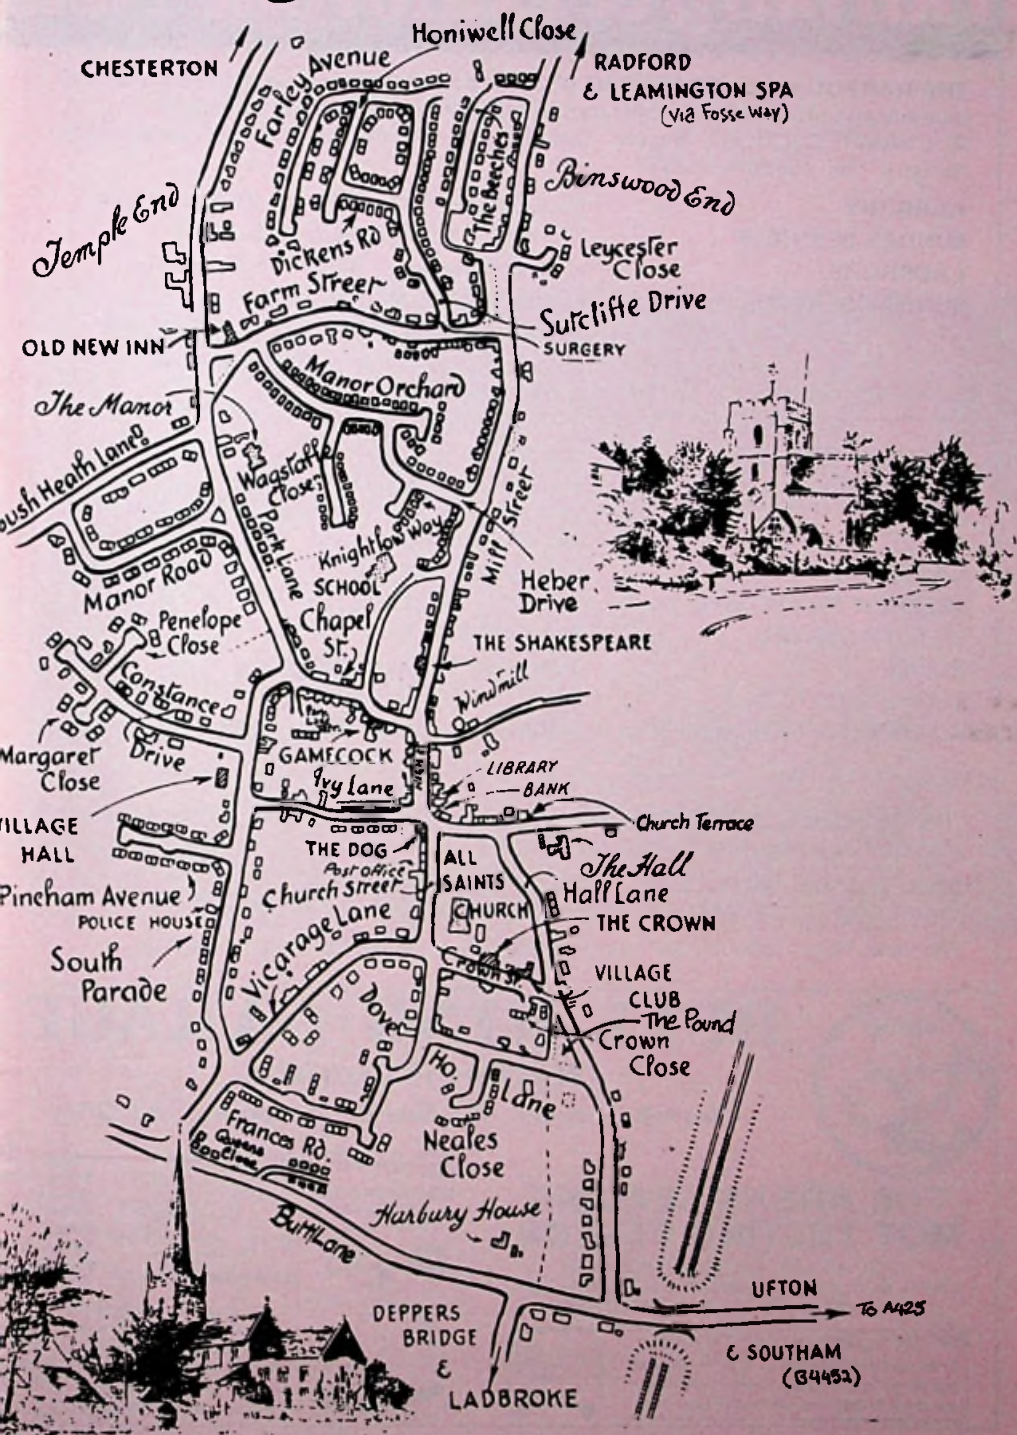 Honiwell Close
CHESTERTON
Farley Avenue
RADFORD
& LEAMINGTON SPA
(Via Fosse Way)
The Beeches
Binswood End
Temple End
Dickens Rd
Leycester
Close
Farm Street
Sutcliffe Drive
OLD NEW INN
SURGERY
Manor Orchard
The Manor
Heath Lane
Wagstaffe
Close
Park Lane
Mill Street
Knightlow Way
SCHOOL
Manor Road
Heber
Drive
Penelope
Close
Chapel
St.
THE SHAKESPEARE
Constance
Drive
Windmill
Margaret
Close
GAMECOCK
Ivy Lane
LIBRARY
BANK
VILLAGE
HALL
Church Terrace
THE DOG
Post Office
ALL
SAINTS
CHURCH
The Hall
Hall Lane
Pincham Avenue
Church Street
POLICE HOUSE
THE CROWN
Vicarage Lane
South
Parade
Crown St.
VILLAGE
CLUB
The Pound
Crown
Close
Dovehouse
Ho.
Lane
Frances Rd.
Queens
Close
Neales
Close
Harbury House
Butt Lane
UFTON
To A425
DEPPERS
BRIDGE
&
LADBROKE
& SOUTHAM
(B4452)